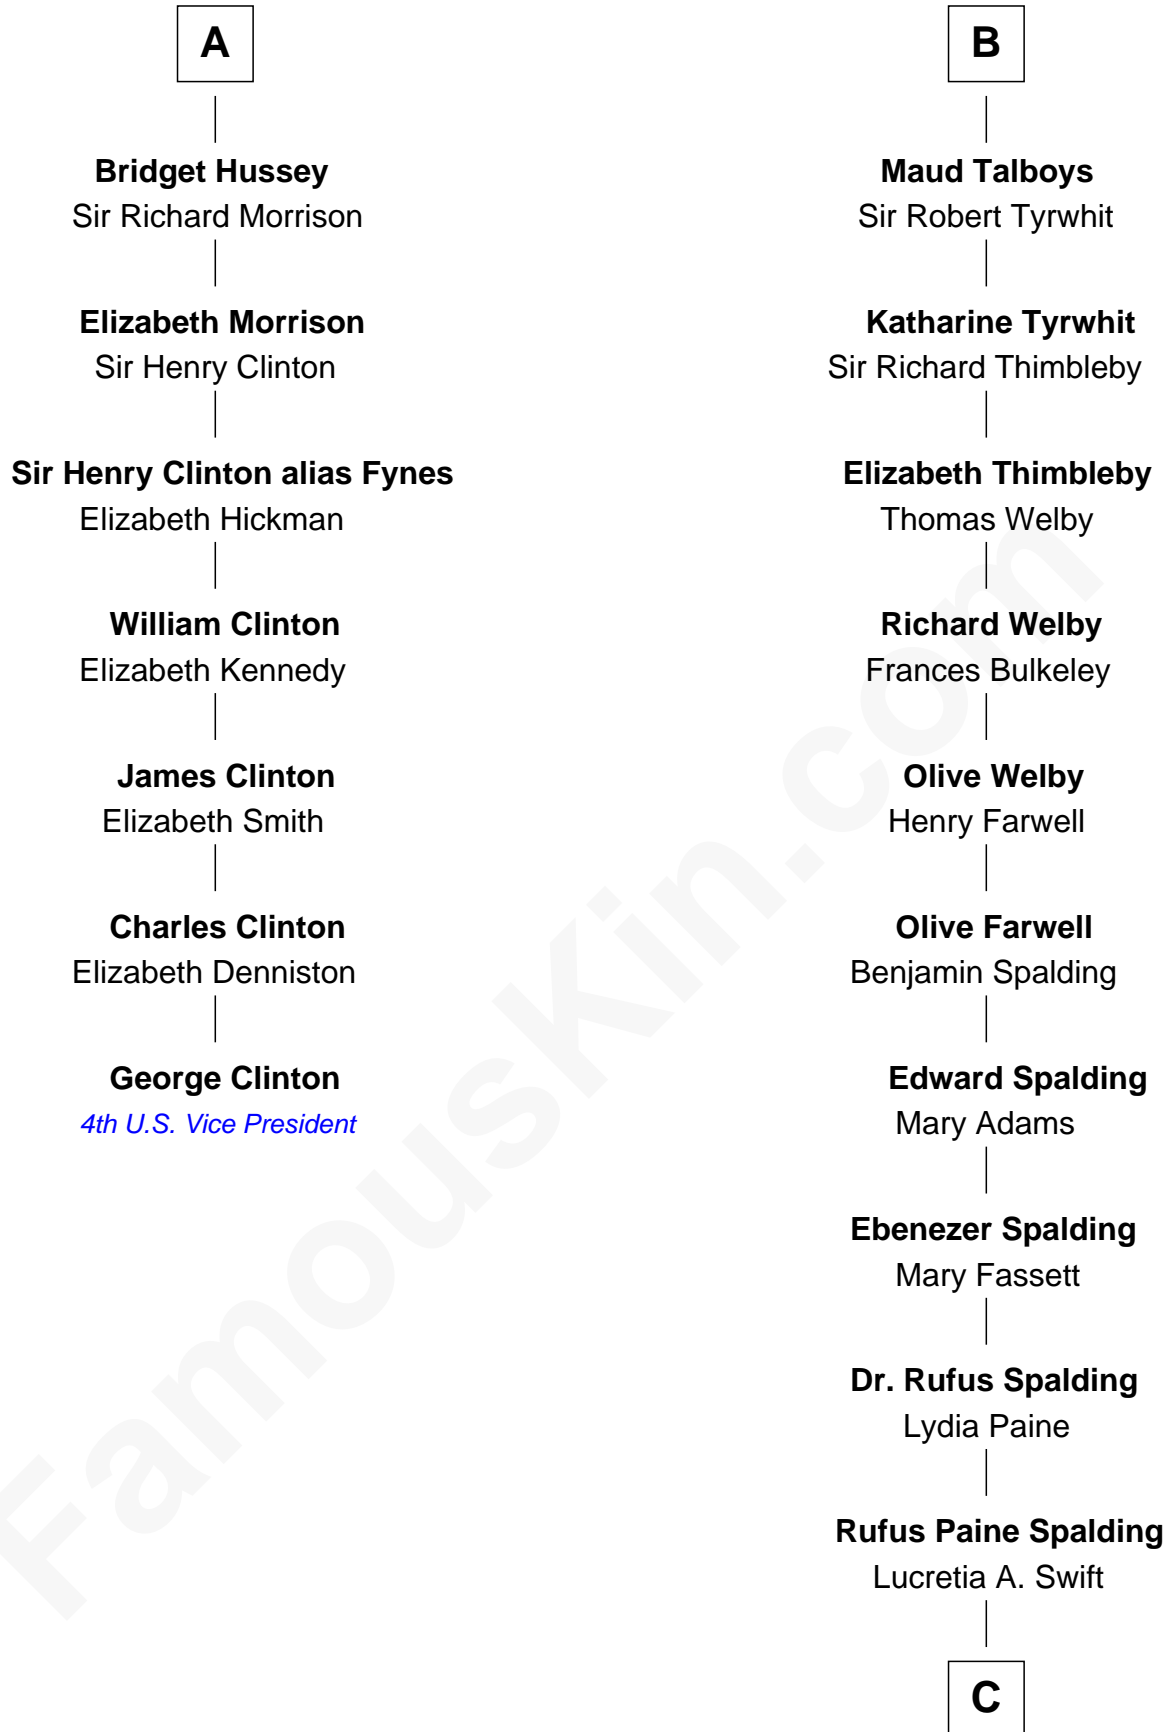 A
Bridget Hussey
Sir Richard Morrison
Elizabeth Morrison
Sir Henry Clinton
Sir Henry Clinton alias Fynes
Elizabeth Hickman
William Clinton
Elizabeth Kennedy
James Clinton
Elizabeth Smith
Charles Clinton
Elizabeth Denniston
George Clinton
4th U.S. Vice President
B
Maud Talboys
Sir Robert Tyrwhit
Katharine Tyrwhit
Sir Richard Thimbleby
Elizabeth Thimbleby
Thomas Welby
Richard Welby
Frances Bulkeley
Olive Welby
Henry Farwell
Olive Farwell
Benjamin Spalding
Edward Spalding
Mary Adams
Ebenezer Spalding
Mary Fassett
Dr. Rufus Spalding
Lydia Paine
Rufus Paine Spalding
Lucretia A. Swift
C
FamousKin.com